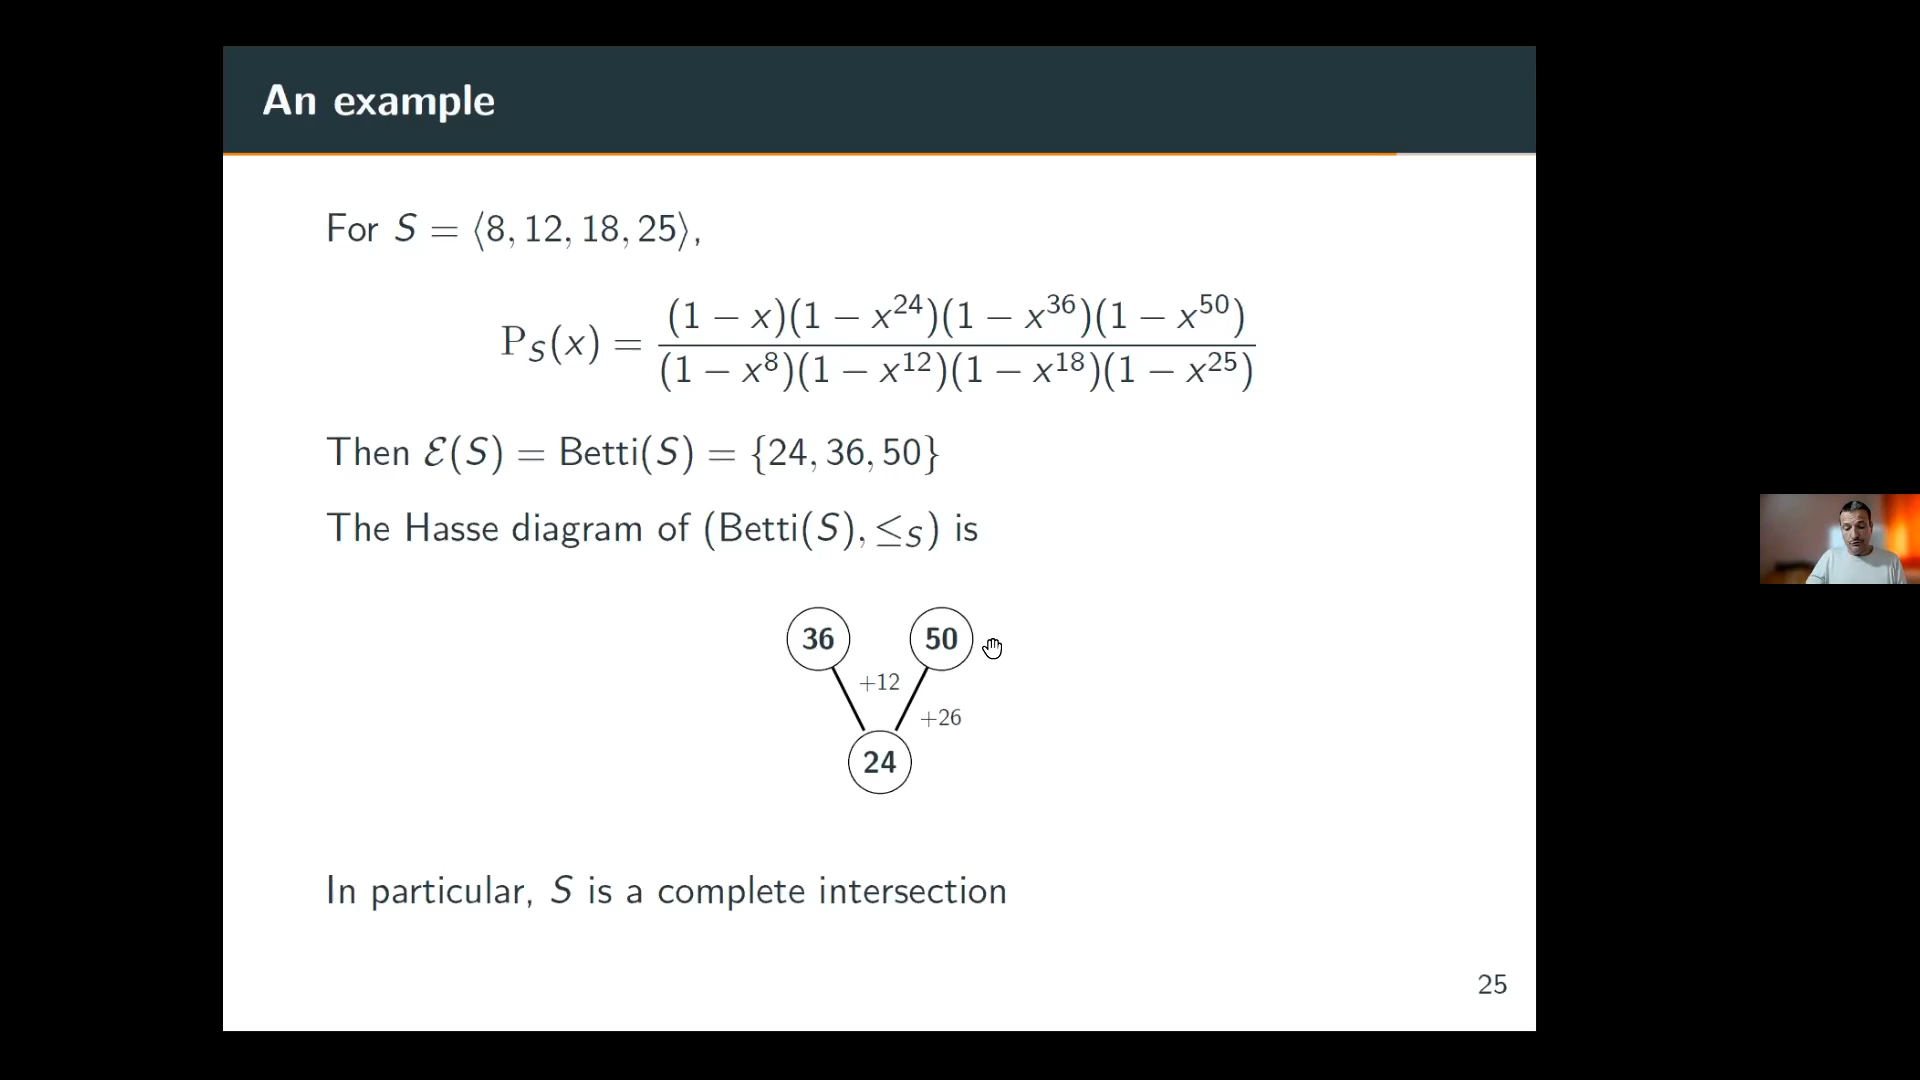 An example
For S = ⟨8, 12, 18, 25⟩,
P_S(x) = \frac{(1 − x)(1 − x^{24})(1 − x^{36})(1 − x^{50})}{(1 − x^{8})(1 − x^{12})(1 − x^{18})(1 − x^{25})}
Then ℰ(S) = Betti(S) = {24, 36, 50}
The Hasse diagram of (Betti(S), ≤_S) is
36 50
+12
+26
24
In particular, S is a complete intersection
25